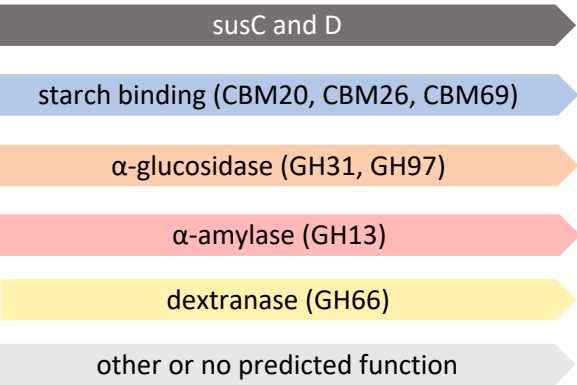 susC and D
starch binding (CBM20, CBM26, CBM69)
α-glucosidase (GH31, GH97)
α-amylase (GH13)
dextranase (GH66)
other or no predicted function